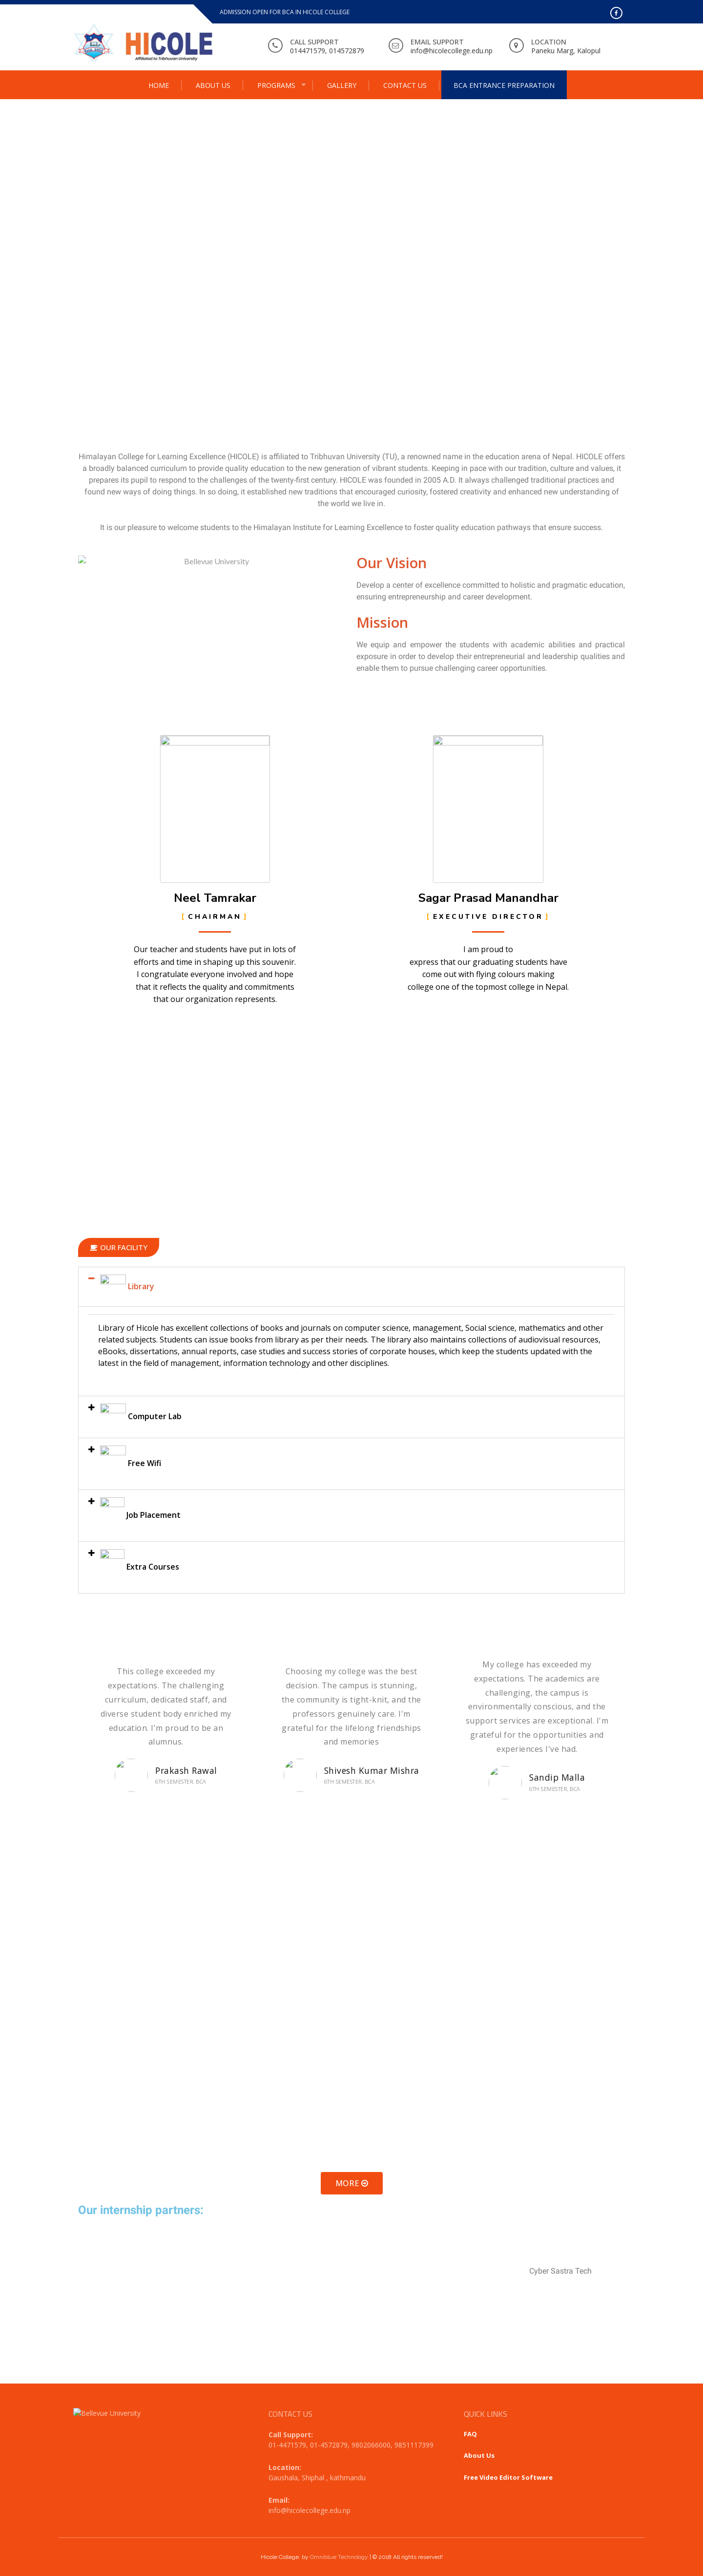 ADMISSION OPEN FOR BCA IN HICOLE COLLEGE
HICOLE
Affiliated to Tribhuvan University
CALL SUPPORT
014471579, 014572879
EMAIL SUPPORT
info@hicolecollege.edu.np
LOCATION
Paneku Marg, Kalopul
HOME
ABOUT US
PROGRAMS
GALLERY
CONTACT US
BCA ENTRANCE PREPARATION
Himalayan College for Learning Excellence (HICOLE) is affiliated to Tribhuvan University (TU), a renowned name in the education arena of Nepal. HICOLE offers
a broadly balanced curriculum to provide quality education to the new generation of vibrant students. Keeping in pace with our tradition, culture and values, it
prepares its pupil to respond to the challenges of the twenty-first century. HICOLE was founded in 2005 A.D. It always challenged traditional practices and
found new ways of doing things. In so doing, it established new traditions that encouraged curiosity, fostered creativity and enhanced new understanding of
the world we live in.
It is our pleasure to welcome students to the Himalayan Institute for Learning Excellence to foster quality education pathways that ensure success.
Bellevue University
Our Vision
Develop a center of excellence committed to holistic and pragmatic education,
ensuring entrepreneurship and career development.
Mission
We equip and empower the students with academic abilities and practical
exposure in order to develop their entrepreneurial and leadership qualities and
enable them to pursue challenging career opportunities.
Neel Tamrakar
[ CHAIRMAN ]
Our teacher and students have put in lots of
efforts and time in shaping up this souvenir.
I congratulate everyone involved and hope
that it reflects the quality and commitments
that our organization represents.
Sagar Prasad Manandhar
[ EXECUTIVE DIRECTOR ]
I am proud to
express that our graduating students have
come out with flying colours making
college one of the topmost college in Nepal.
OUR FACILITY
Library
Library of Hicole has excellent collections of books and journals on computer science, management, Social science, mathematics and other
related subjects. Students can issue books from library as per their needs. The library also maintains collections of audiovisual resources,
eBooks, dissertations, annual reports, case studies and success stories of corporate houses, which keep the students updated with the
latest in the field of management, information technology and other disciplines.
Computer Lab
Free Wifi
Job Placement
Extra Courses
This college exceeded my
expectations. The challenging
curriculum, dedicated staff, and
diverse student body enriched my
education. I'm proud to be an
alumnus.
Prakash Rawal
6TH SEMESTER, BCA
Choosing my college was the best
decision. The campus is stunning,
the community is tight-knit, and the
professors genuinely care. I'm
grateful for the lifelong friendships
and memories
Shivesh Kumar Mishra
6TH SEMESTER, BCA
My college has exceeded my
expectations. The academics are
challenging, the campus is
environmentally conscious, and the
support services are exceptional. I'm
grateful for the opportunities and
experiences I've had.
Sandip Malla
6TH SEMESTER, BCA
MORE
Our internship partners:
Cyber Sastra Tech
Bellevue University
CONTACT US
Call Support:
01-4471579, 01-4572879, 9802066000, 9851117399
Location:
Gaushala, Shiphal , kathmandu
Email:
info@hicolecollege.edu.np
QUICK LINKS
FAQ
About Us
Free Video Editor Software
Hicole College by Omniblue Technology | © 2018 All rights reserved!